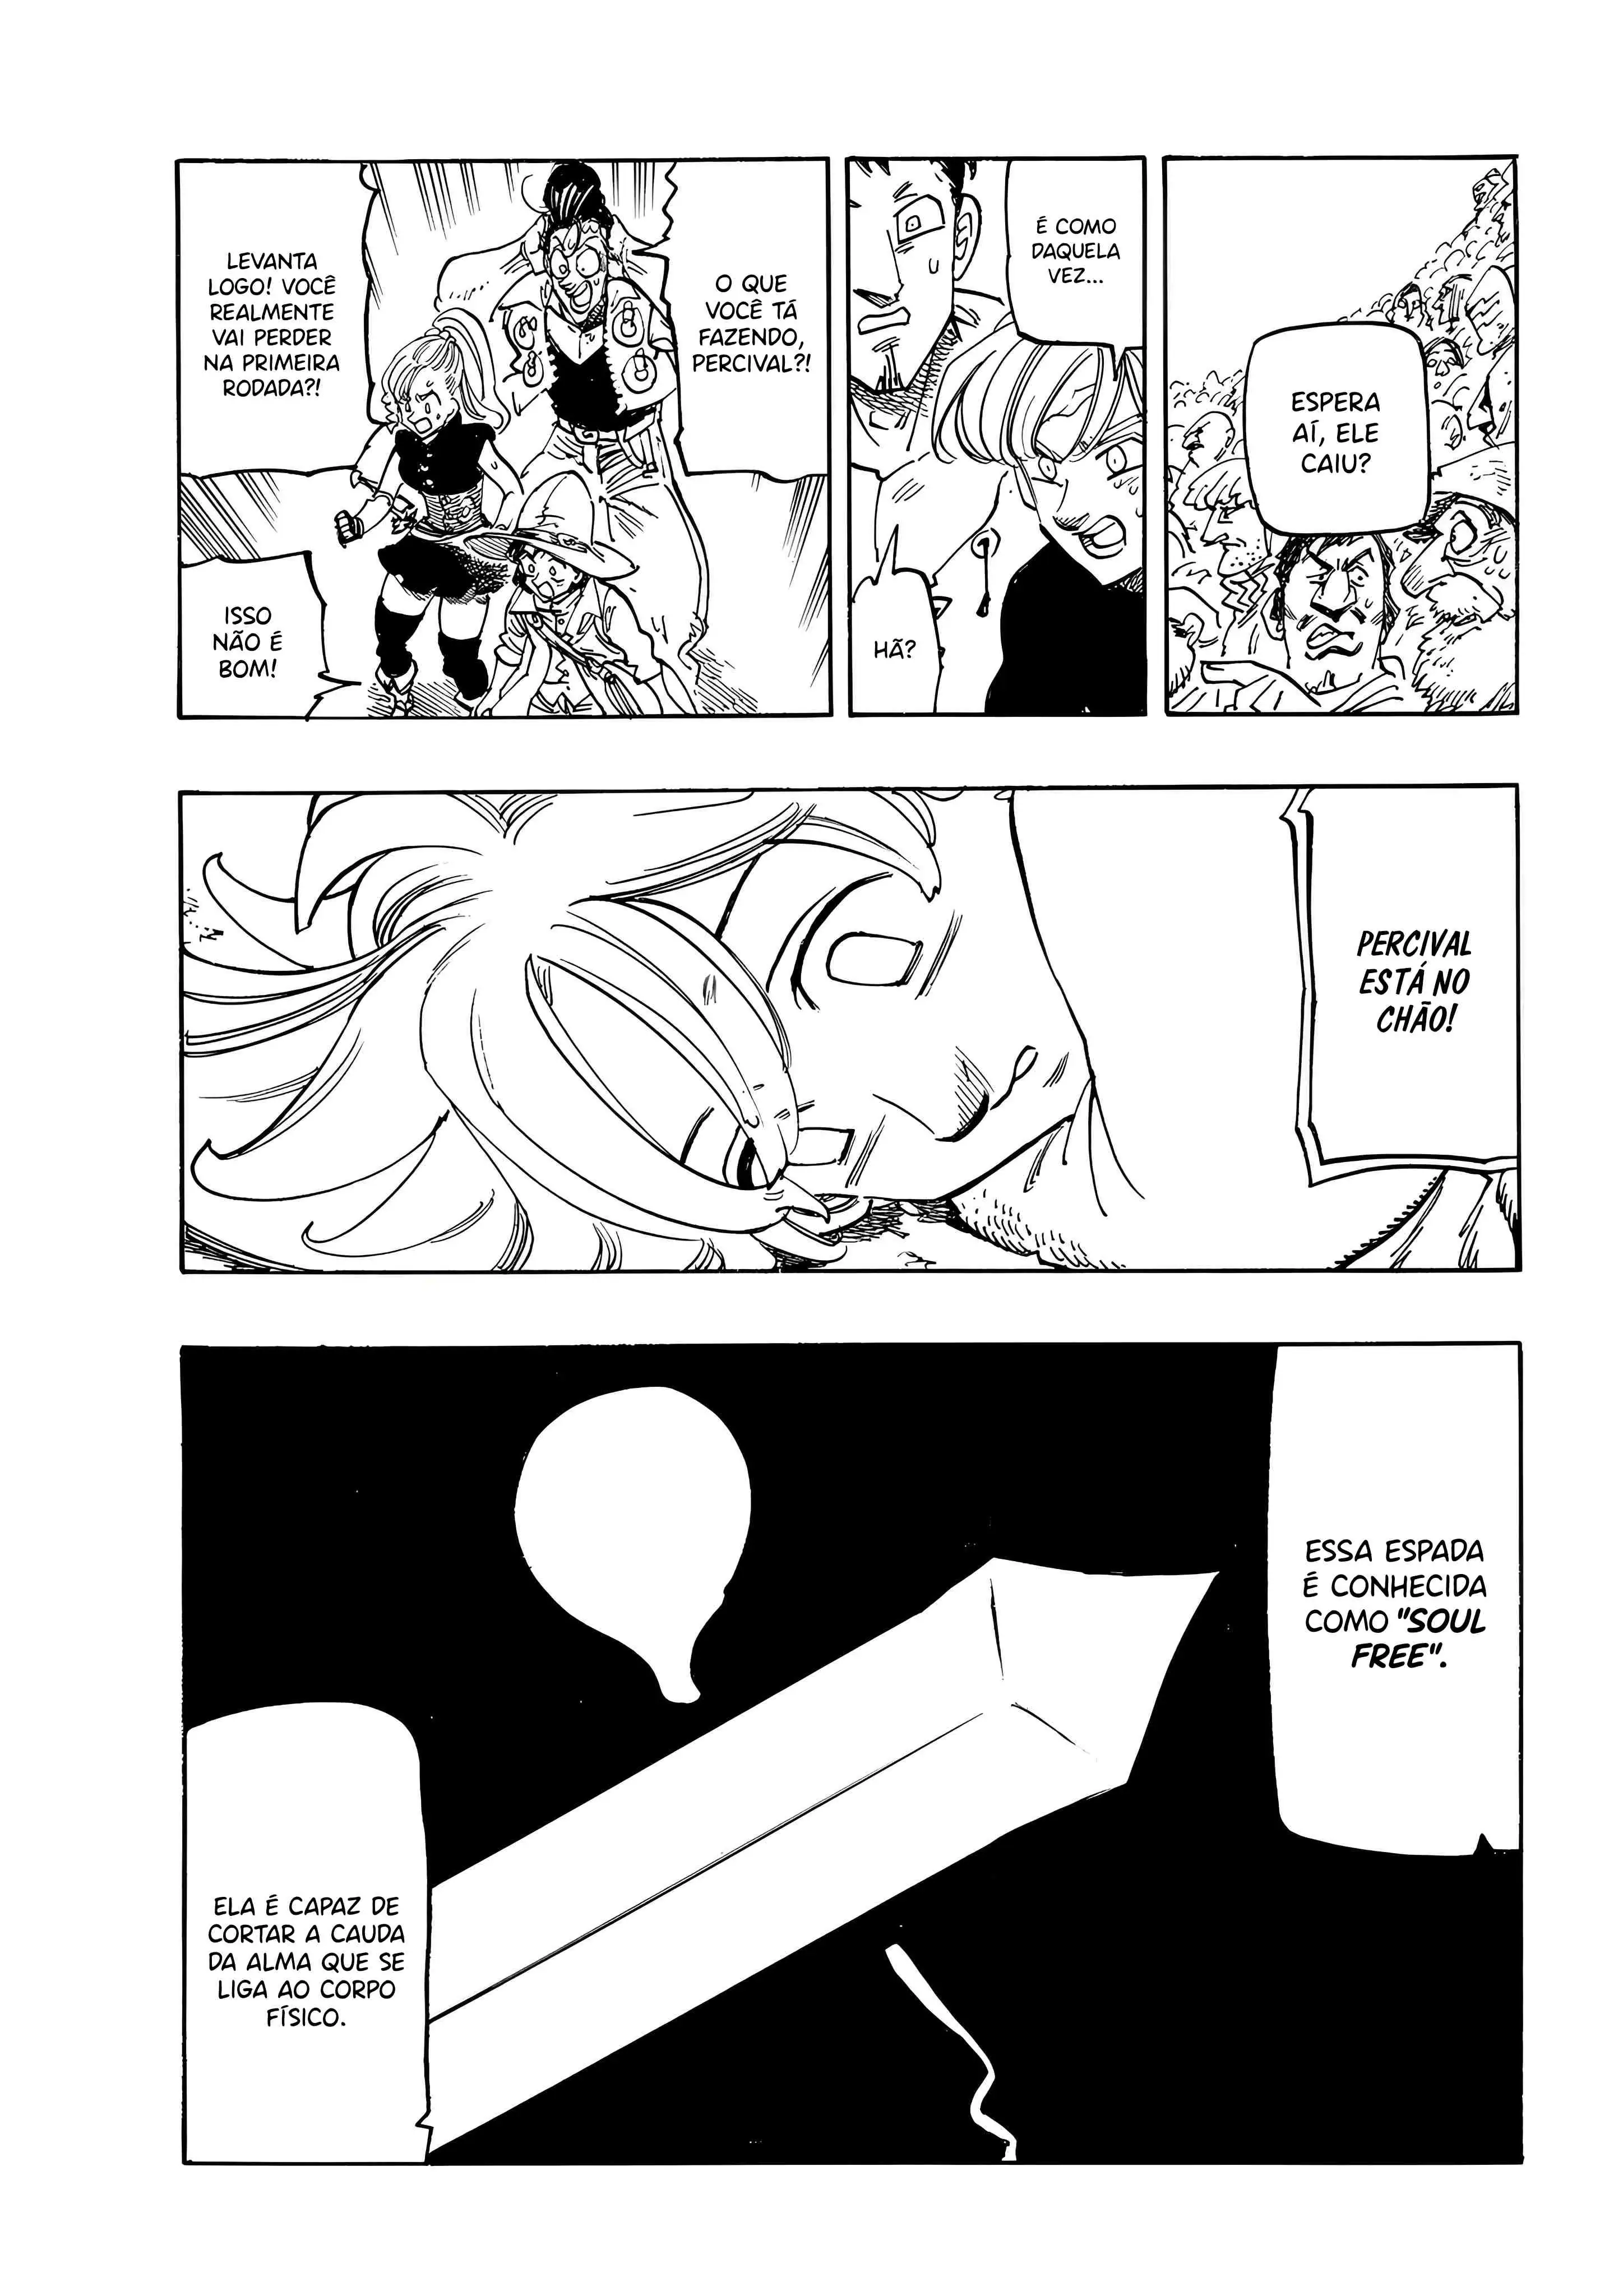 ESPERA
AÍ, ELE
CAIU?
É COMO
DAQUELA
VEZ...
HÃ?
O QUE
VOCÊ TÁ
FAZENDO,
PERCIVAL?!
LEVANTA
LOGO! VOCÊ
REALMENTE
VAI PERDER
NA PRIMEIRA
RODADA?!
ISSO
NÃO É
BOM!
PERCIVAL
ESTÁ NO
CHÃO!
ESSA ESPADA
É CONHECIDA
COMO "SOUL
FREE".
ELA É CAPAZ DE
CORTAR A CAUDA
DA ALMA QUE SE
LIGA AO CORPO
FÍSICO.